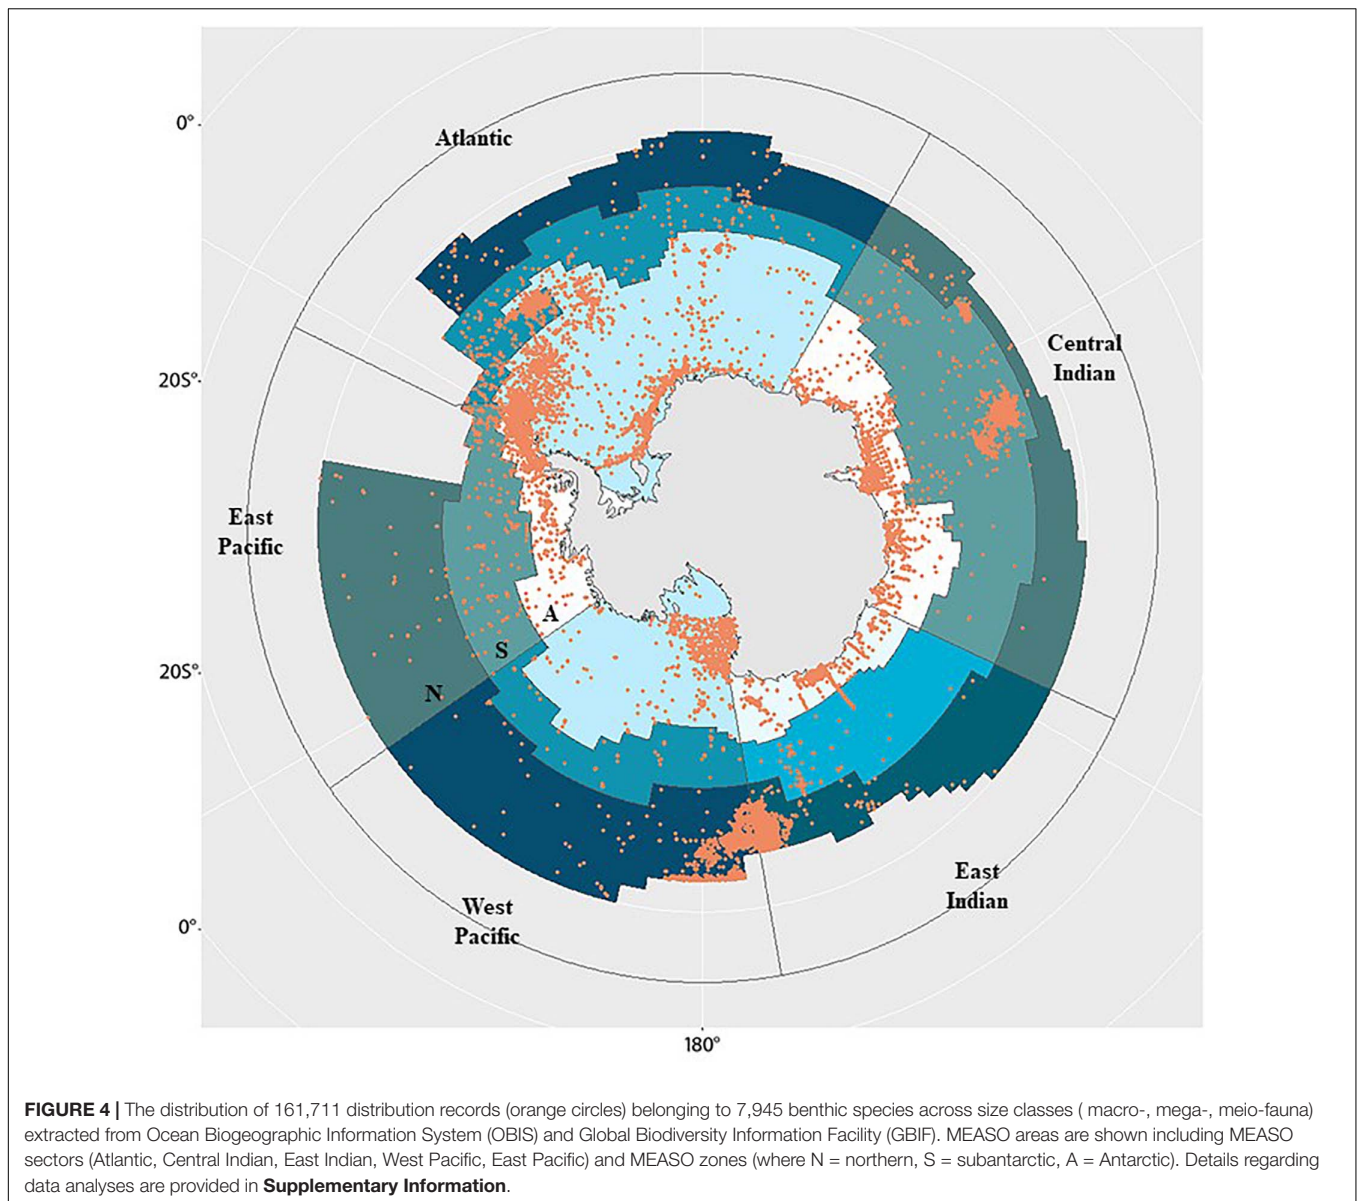 Atlantic
0°
Central
Indian
20S°
East
Pacific
A
S
20S°
N
East
Indian
West
Pacific
0°
180°
FIGURE 4 | The distribution of 161,711 distribution records (orange circles) belonging to 7,945 benthic species across size classes ( macro-, mega-, meio-fauna)
extracted from Ocean Biogeographic Information System (OBIS) and Global Biodiversity Information Facility (GBIF). MEASO areas are shown including MEASO
sectors (Atlantic, Central Indian, East Indian, West Pacific, East Pacific) and MEASO zones (where N = northern, S = subantarctic, A = Antarctic). Details regarding
data analyses are provided in Supplementary Information.